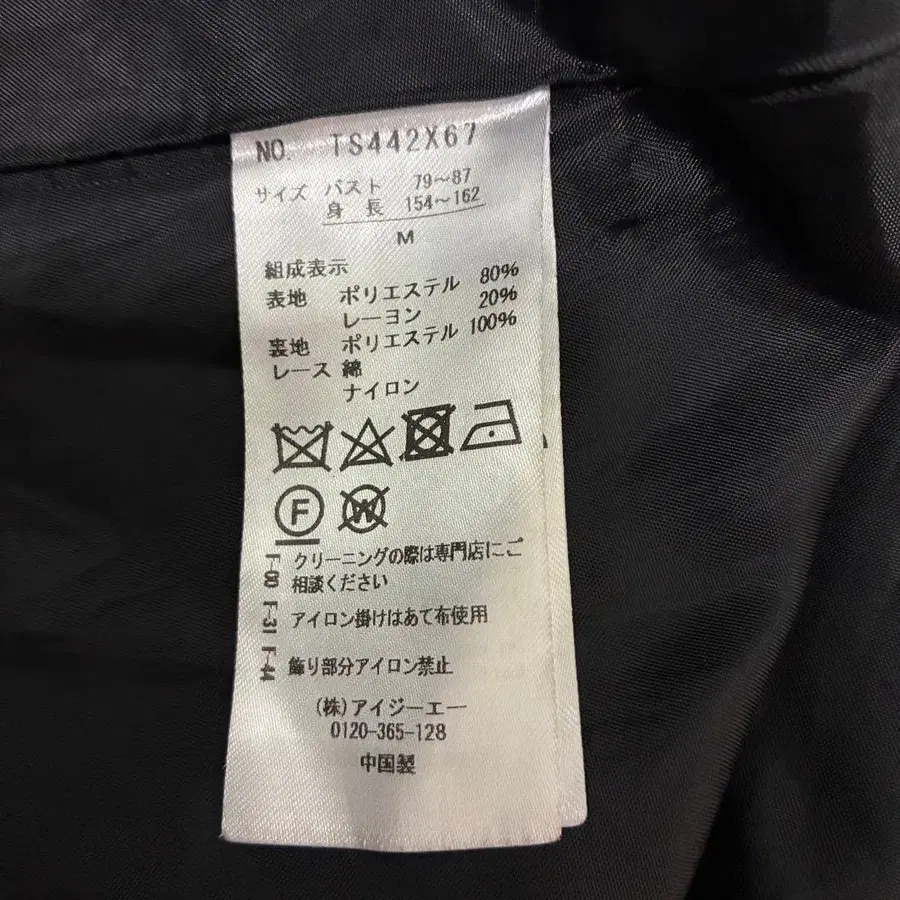 NO. TS442X67
サイズ バスト 79~87
身長 154~162
M
組成表示
表地 ポリエステル 80%
レーヨン 20%
裏地 ポリエステル 100%
レース 綿
ナイロン
F W
F-00 クリーニングの際は専門店にご
相談ください
F-31 アイロン掛けはあて布使用
F-44 飾り部分アイロン禁止
(株)アイジーエー
0120-365-128
中国製